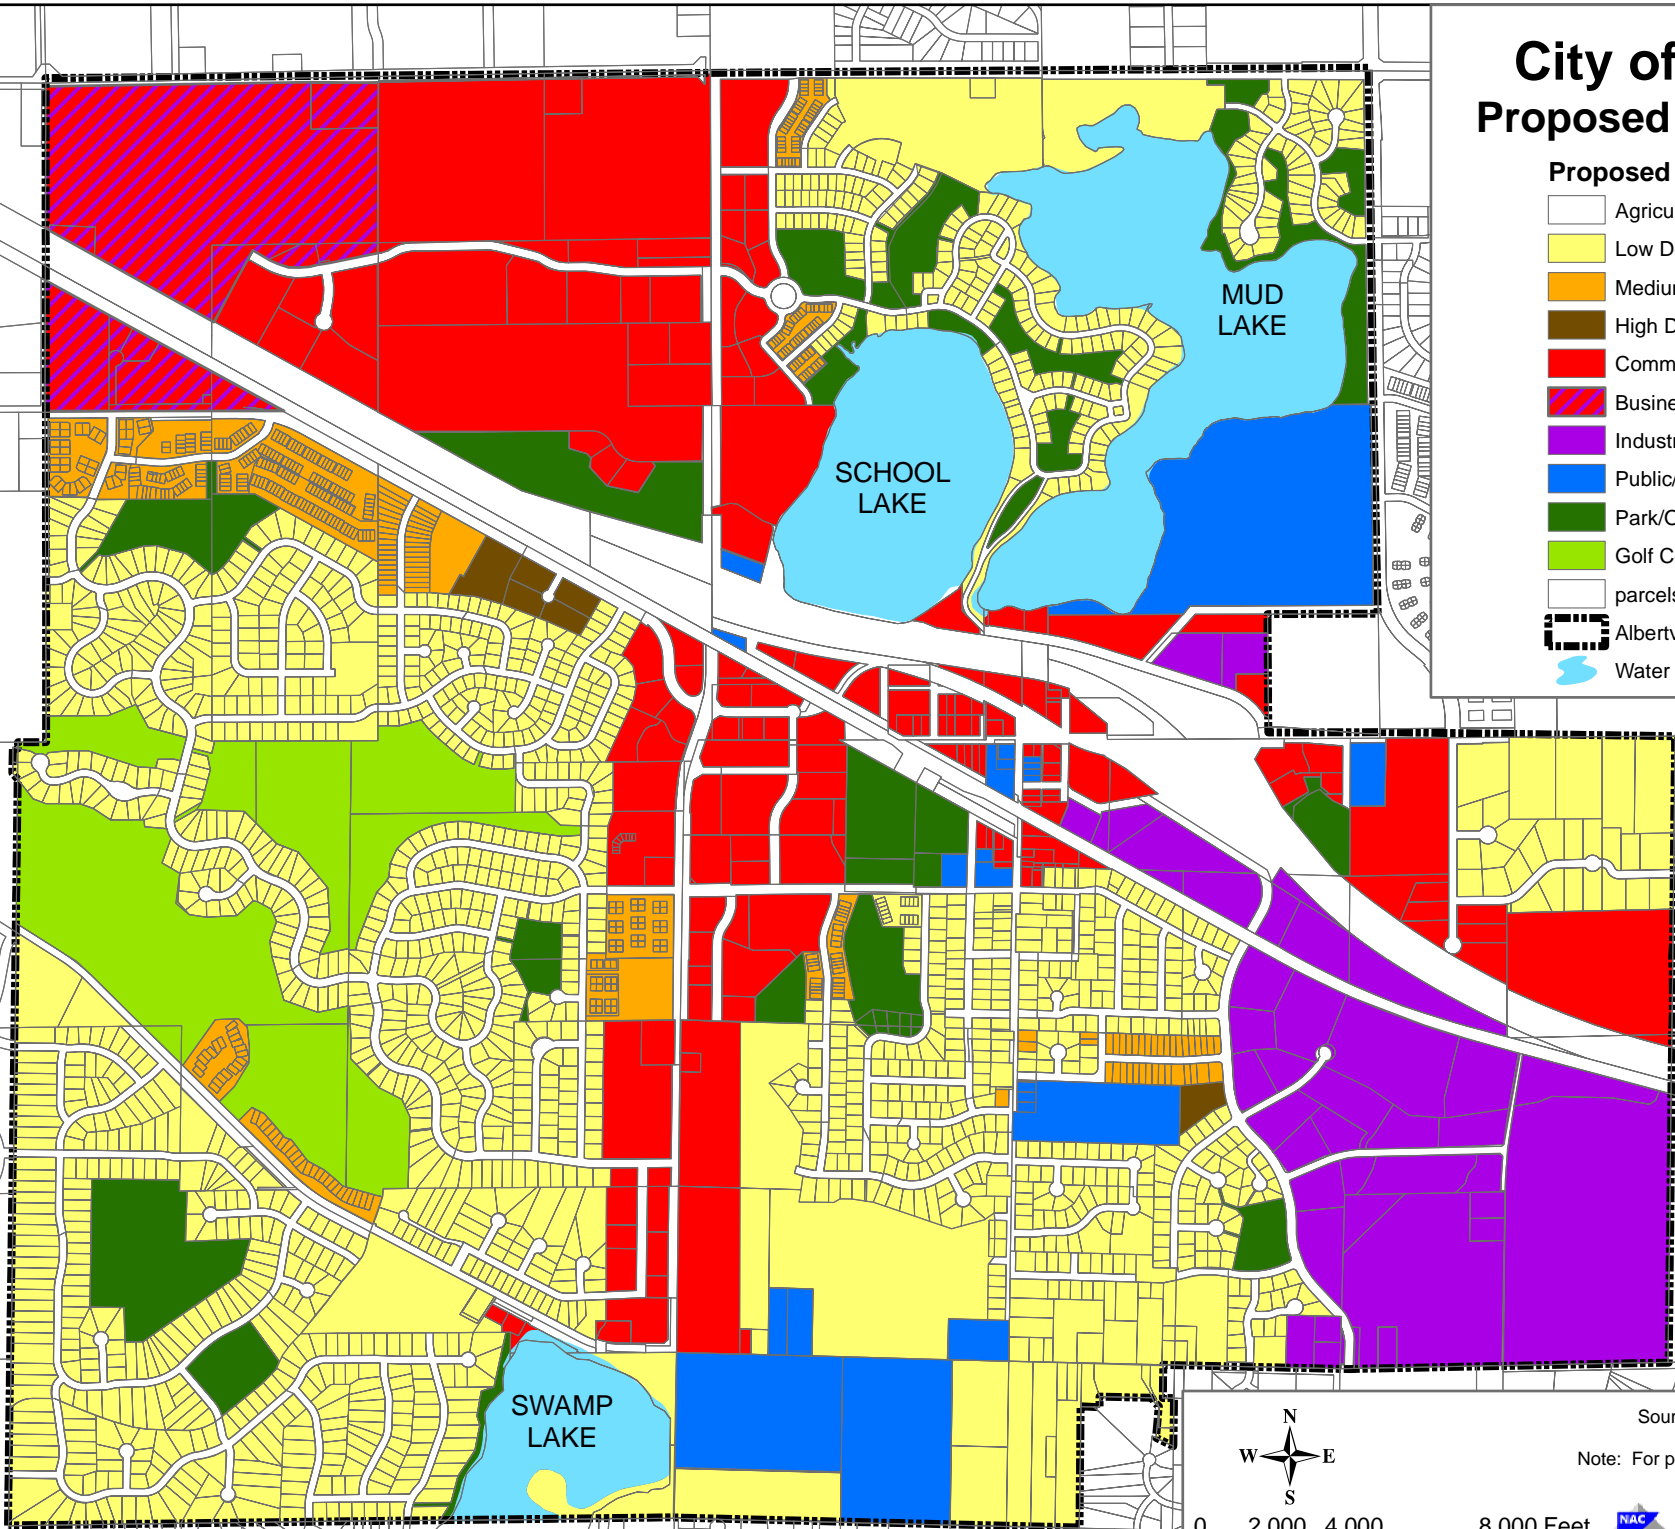 City of
Proposed
Proposed
Agricu
Low D
Mediu
High D
Comm
Busine
Industr
Public/
Park/O
Golf C
parcels
Albertv
Water
MUD
LAKE
SCHOOL
LAKE
SWAMP
LAKE
N
W E
S
Sour
Note: For p
0 2,000 4,000 8,000 Feet
NAC